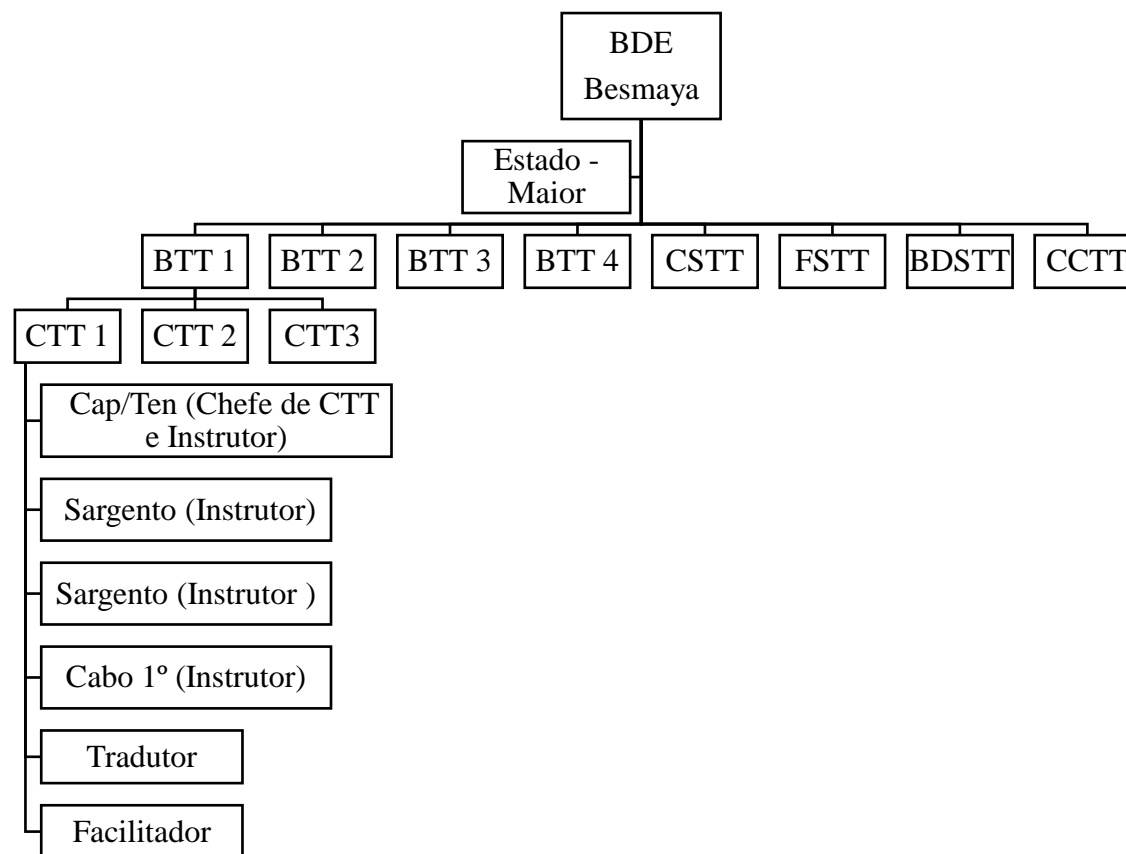 BDE
Besmaya
Estado -
Maior
BTT 1
BTT 2
BTT 3
BTT 4
CSTT
FSTT
BDSTT
CCTT
CTT 1
CTT 2
CTT3
Cap/Ten (Chefe de CTT
e Instrutor)
Sargento (Instrutor)
Sargento (Instrutor )
Cabo 1º (Instrutor)
Tradutor
Facilitador